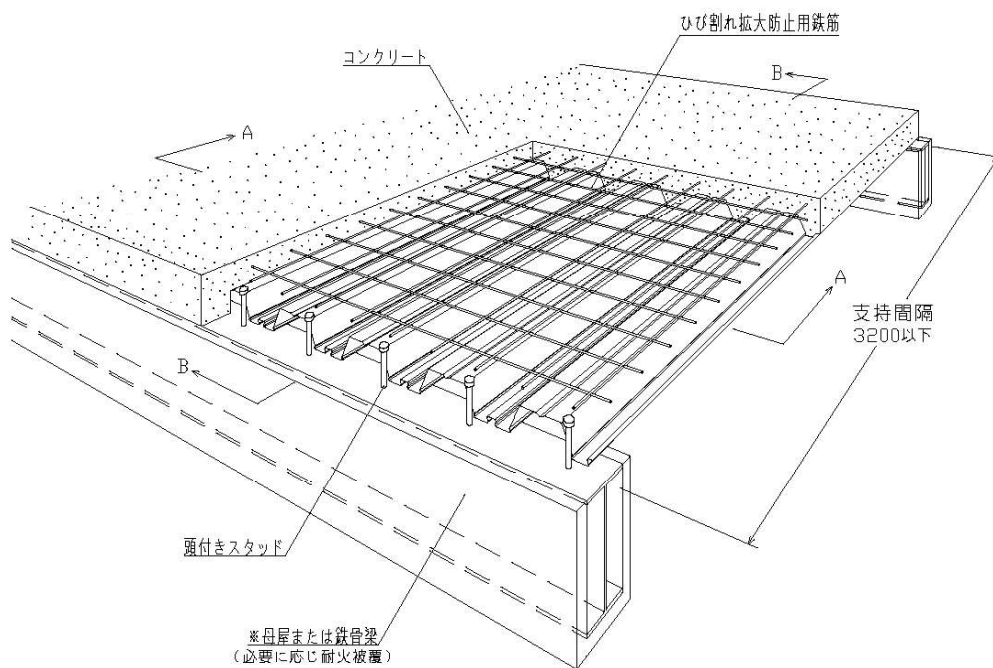 ひび割れ拡大防止用鉄筋
コンクリート
B
A
A
支持間隔
3200以下
B
頭付きスタッド
※母屋または鉄骨梁
(必要に応じ耐火被覆)